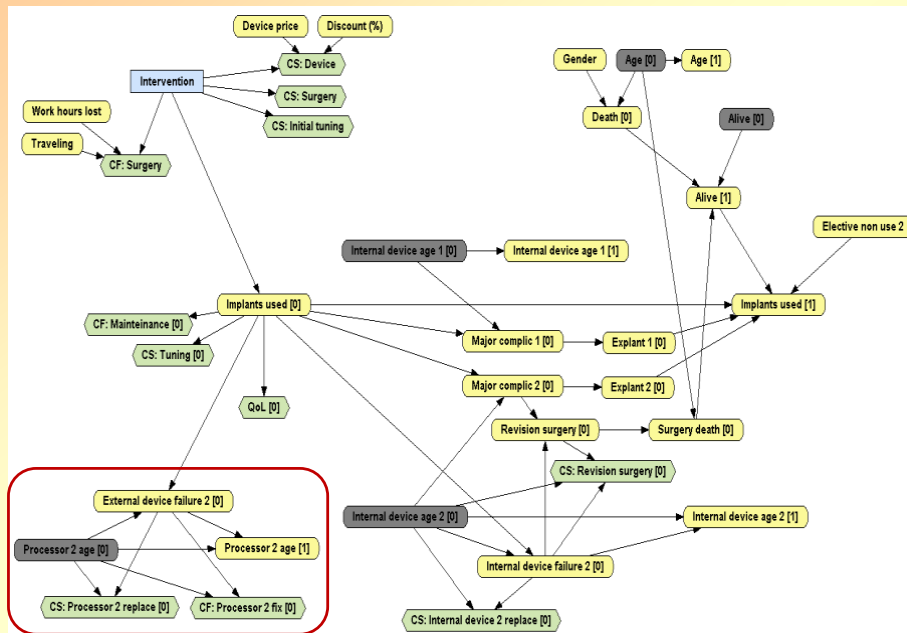 Device price
Discount (%)
Gender
Age [0]
Age [1]
CS: Device
Intervention
CS: Surgery
Work hours lost
CS: Initial tuning
Death [0]
Alive [0]
Traveling
CF: Surgery
Alive [1]
Elective non use 2
Internal device age 1 [0]
Internal device age 1 [1]
Implants used [0]
Implants used [1]
CF: Mainteinance [0]
Major complic 1 [0]
Explant 1 [0]
CS: Tuning [0]
Major complic 2 [0]
Explant 2 [0]
QoL [0]
Revision surgery [0]
Surgery death [0]
CS: Revision surgery [0]
External device failure 2 [0]
Internal device age 2 [0]
Internal device age 2 [1]
Processor 2 age [0]
Processor 2 age [1]
Internal device failure 2 [0]
CS: Processor 2 replace [0]
CF: Processor 2 fix [0]
CS: Internal device 2 replace [0]